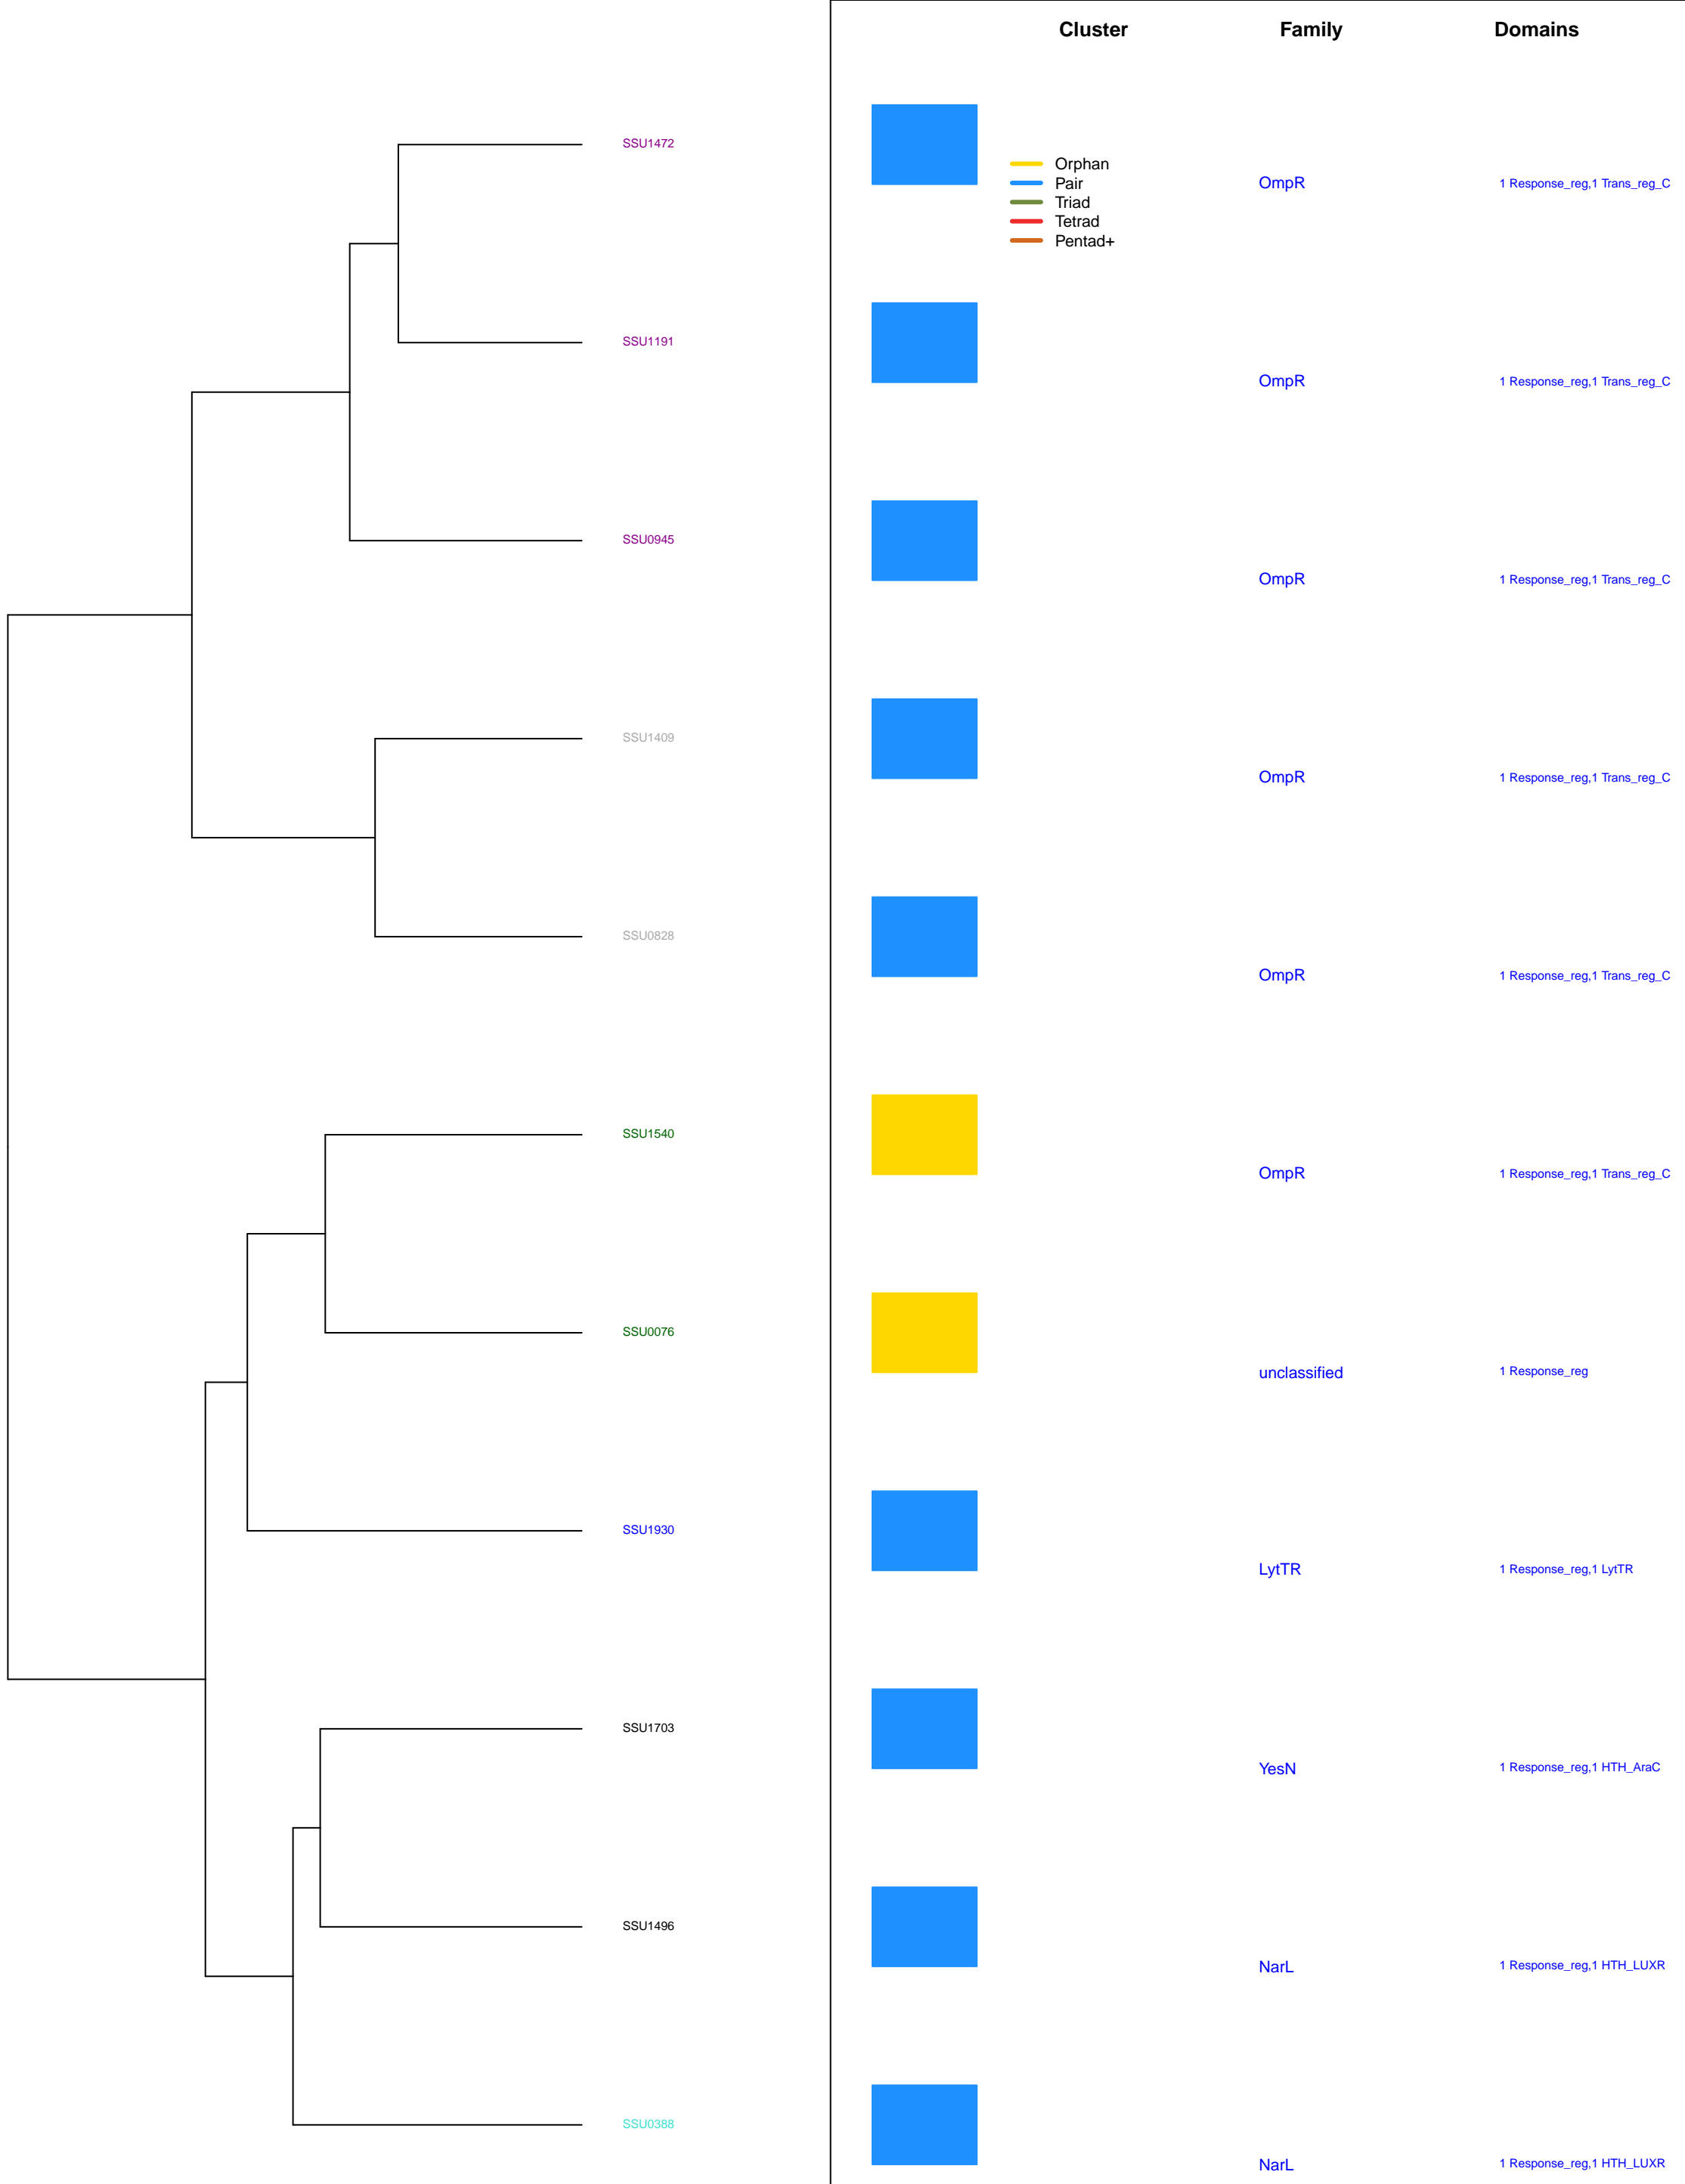 Cluster Family Domains
SSU1472
Orphan
Pair
Triad
Tetrad
Pentad+
OmpR 1 Response_reg,1 Trans_reg_C
SSU1191
OmpR 1 Response_reg,1 Trans_reg_C
SSU0945
OmpR 1 Response_reg,1 Trans_reg_C
SSU1409
OmpR 1 Response_reg,1 Trans_reg_C
SSU0828
OmpR 1 Response_reg,1 Trans_reg_C
SSU1540
OmpR 1 Response_reg,1 Trans_reg_C
SSU0076
unclassified 1 Response_reg
SSU1930
LytTR 1 Response_reg,1 LytTR
SSU1703
YesN 1 Response_reg,1 HTH_AraC
SSU1496
NarL 1 Response_reg,1 HTH_LUXR
SSU0388
NarL 1 Response_reg,1 HTH_LUXR